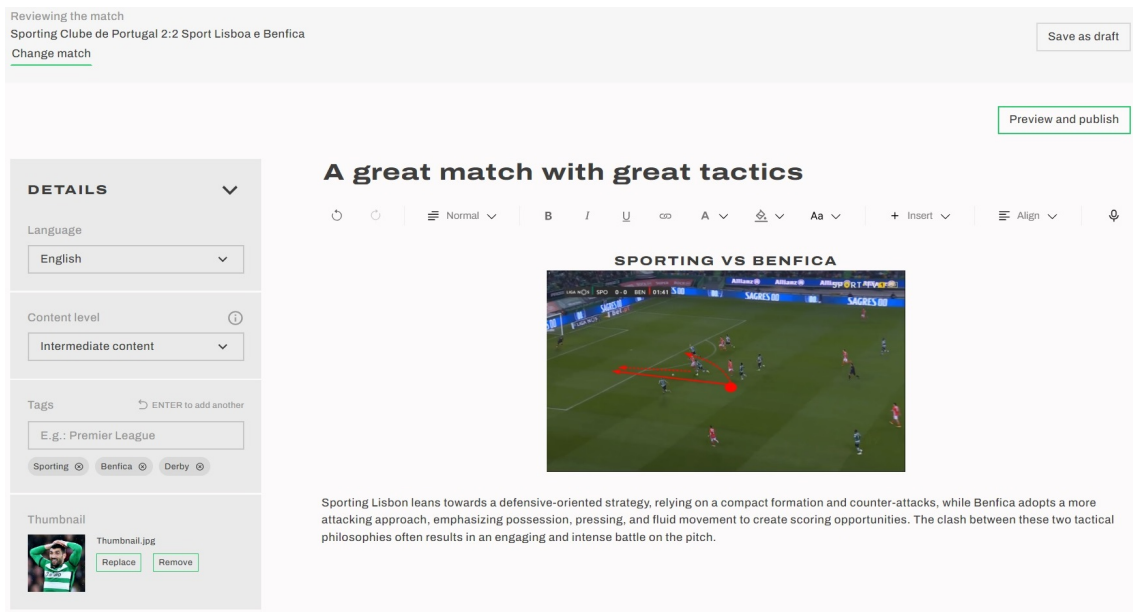 Reviewing the match
Sporting Clube de Portugal 2:2 Sport Lisboa e Benfica
Change match
Save as draft
Preview and publish
DETAILS
Language
English
Content level
Intermediate content
Tags
ENTER to add another
E.g.: Premier League
Sporting
Benfica
Derby
Thumbnail
Thumbnail.jpg
Replace
Remove
A great match with great tactics
Normal
B
I
U
A
Aa
+ Insert
Align
SPORTING VS BENFICA
SPO 0-0 BEN 01:41
Allianz
Allianz
SAGRES
SAGRES
Sporting Lisbon leans towards a defensive-oriented strategy, relying on a compact formation and counter-attacks, while Benfica adopts a more
attacking approach, emphasizing possession, pressing, and fluid movement to create scoring opportunities. The clash between these two tactical
philosophies often results in an engaging and intense battle on the pitch.